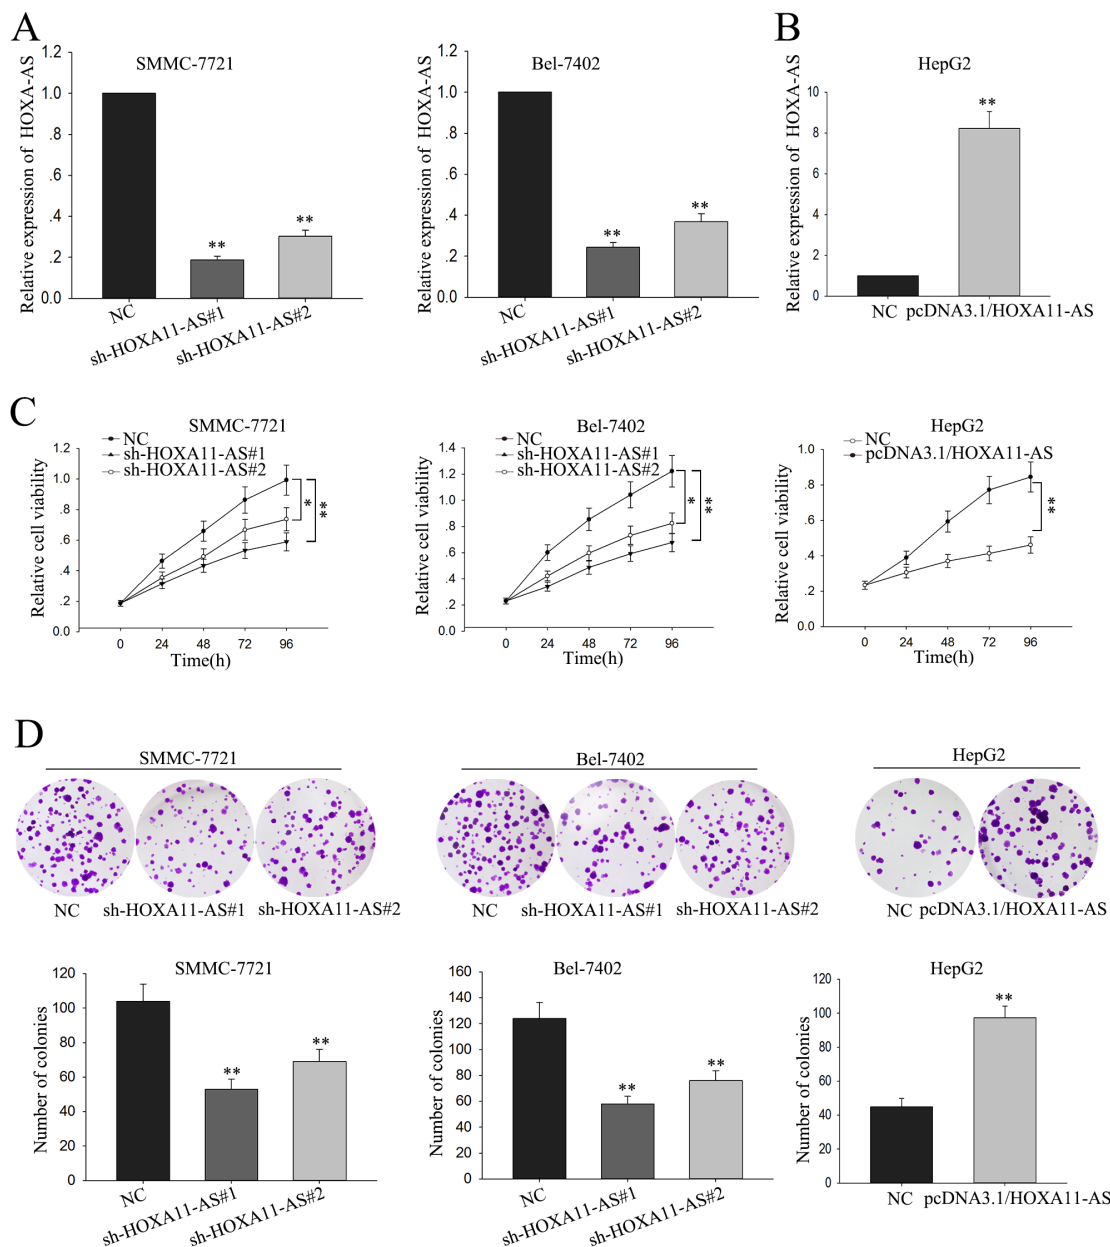 A
B
SMMC-7721
Bel-7402
HepG2
Relative expression of HOXA-AS
1.2
1.0
.8
.6
.4
.2
0.0
**
**
NC
sh-HOXA11-AS#1
sh-HOXA11-AS#2
Relative expression of HOXA-AS
1.2
1.0
.8
.6
.4
.2
0.0
**
**
NC
sh-HOXA11-AS#1
sh-HOXA11-AS#2
Relative expression of HOXA-AS
10
8
6
4
2
0
**
NC pcDNA3.1/HOXA11-AS
C
SMMC-7721
NC
sh-HOXA11-AS#1
sh-HOXA11-AS#2
Relative cell viability
1.2
1.0
.8
.6
.4
.2
0.0
*
**
0 24 48 72 96
Time(h)
Bel-7402
NC
sh-HOXA11-AS#1
sh-HOXA11-AS#2
Relative cell viability
1.4
1.2
1.0
.8
.6
.4
.2
0.0
*
**
0 24 48 72 96
Time(h)
HepG2
NC
pcDNA3.1/HOXA11-AS
Relative cell viability
1.0
.8
.6
.4
.2
0.0
**
0 24 48 72 96
Time(h)
D
SMMC-7721
NC sh-HOXA11-AS#1 sh-HOXA11-AS#2
Bel-7402
NC sh-HOXA11-AS#1 sh-HOXA11-AS#2
HepG2
NC pcDNA3.1/HOXA11-AS
SMMC-7721
Number of colonies
120
100
80
60
40
20
0
**
**
NC
sh-HOXA11-AS#1
sh-HOXA11-AS#2
Bel-7402
Number of colonies
160
140
120
100
80
60
40
20
0
**
**
NC
sh-HOXA11-AS#1
sh-HOXA11-AS#2
HepG2
Number of colonies
120
100
80
60
40
20
0
**
NC pcDNA3.1/HOXA11-AS